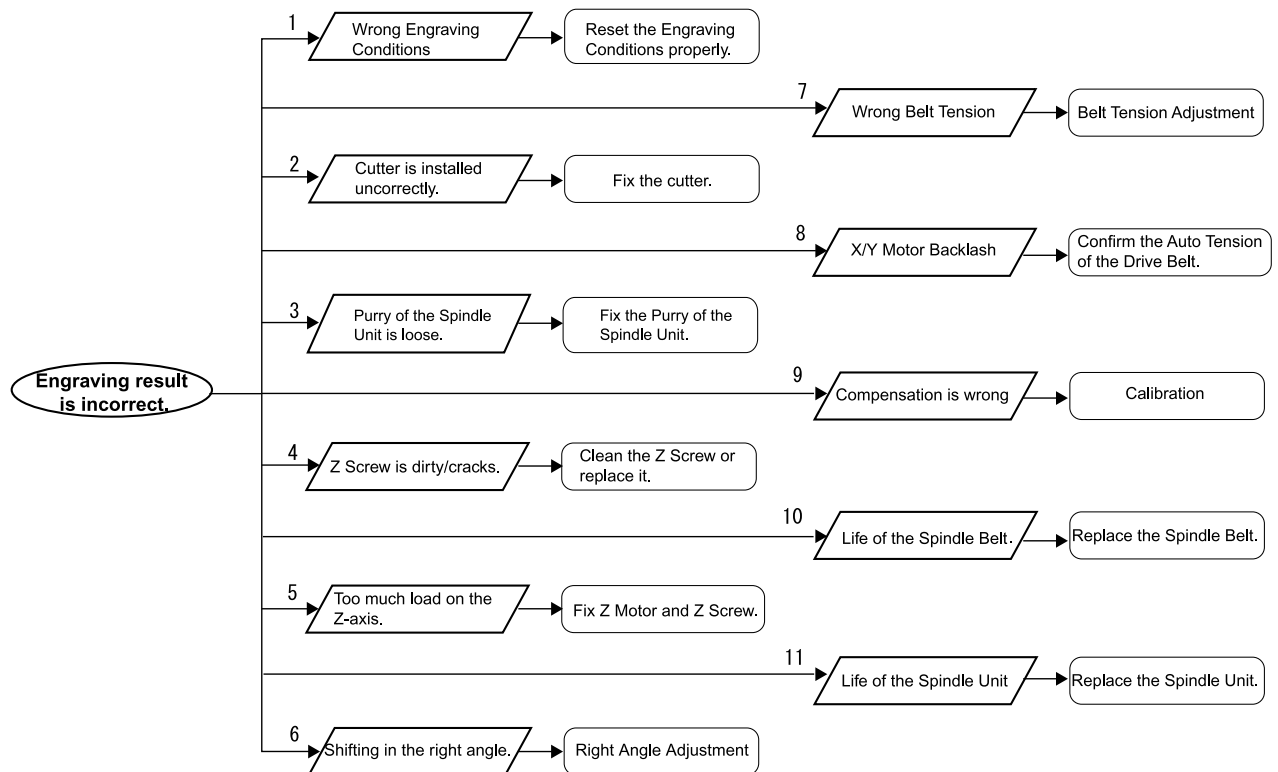 1
Wrong Engraving
Conditions
Reset the Engraving
Conditions properly.
7
Wrong Belt Tension
Belt Tension Adjustment
2
Cutter is installed
uncorrectly.
Fix the cutter.
8
X/Y Motor Backlash
Confirm the Auto Tension
of the Drive Belt.
3
Purry of the Spindle
Unit is loose.
Fix the Purry of the
Spindle Unit.
Engraving result
is incorrect.
9
Compensation is wrong
Calibration
4
Z Screw is dirty/cracks.
Clean the Z Screw or
replace it.
10
Life of the Spindle Belt.
Replace the Spindle Belt.
5
Too much load on the
Z-axis.
Fix Z Motor and Z Screw.
11
Life of the Spindle Unit
Replace the Spindle Unit.
6
Shifting in the right angle.
Right Angle Adjustment